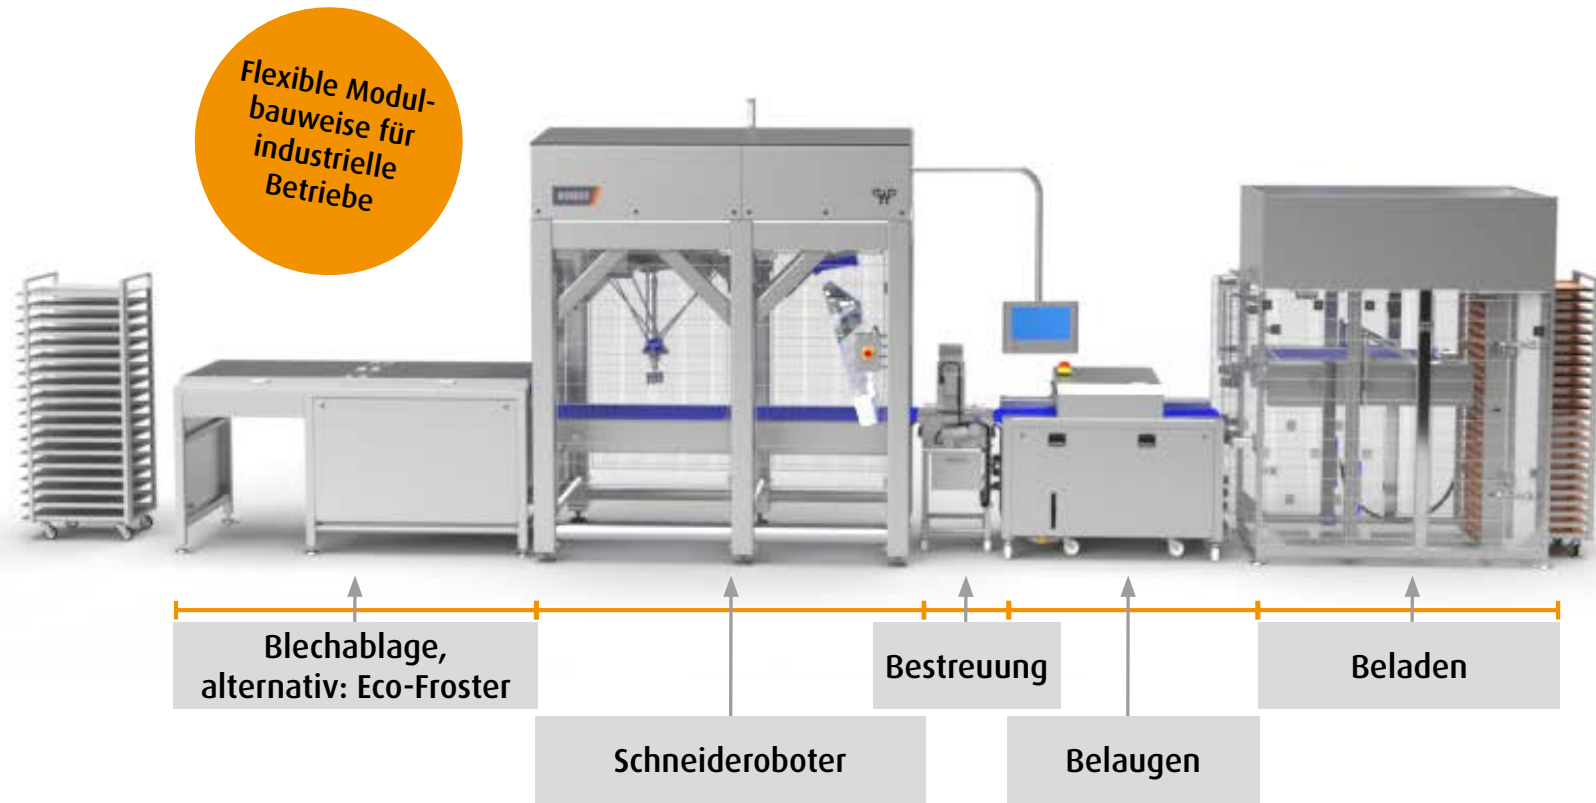 Flexible Modul-
bauweise für
industrielle
Betriebe
Blechablage,
alternativ: Eco-Froster
Schneideroboter
Bestreuung
Belaugen
Beladen